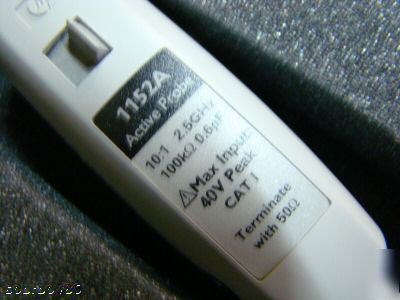 1152A
Active Probe
10:1 2.5GHz
100kΩ 0.6pF
⚠Max Input:
40V Peak
CAT I
Terminate
with 50Ω